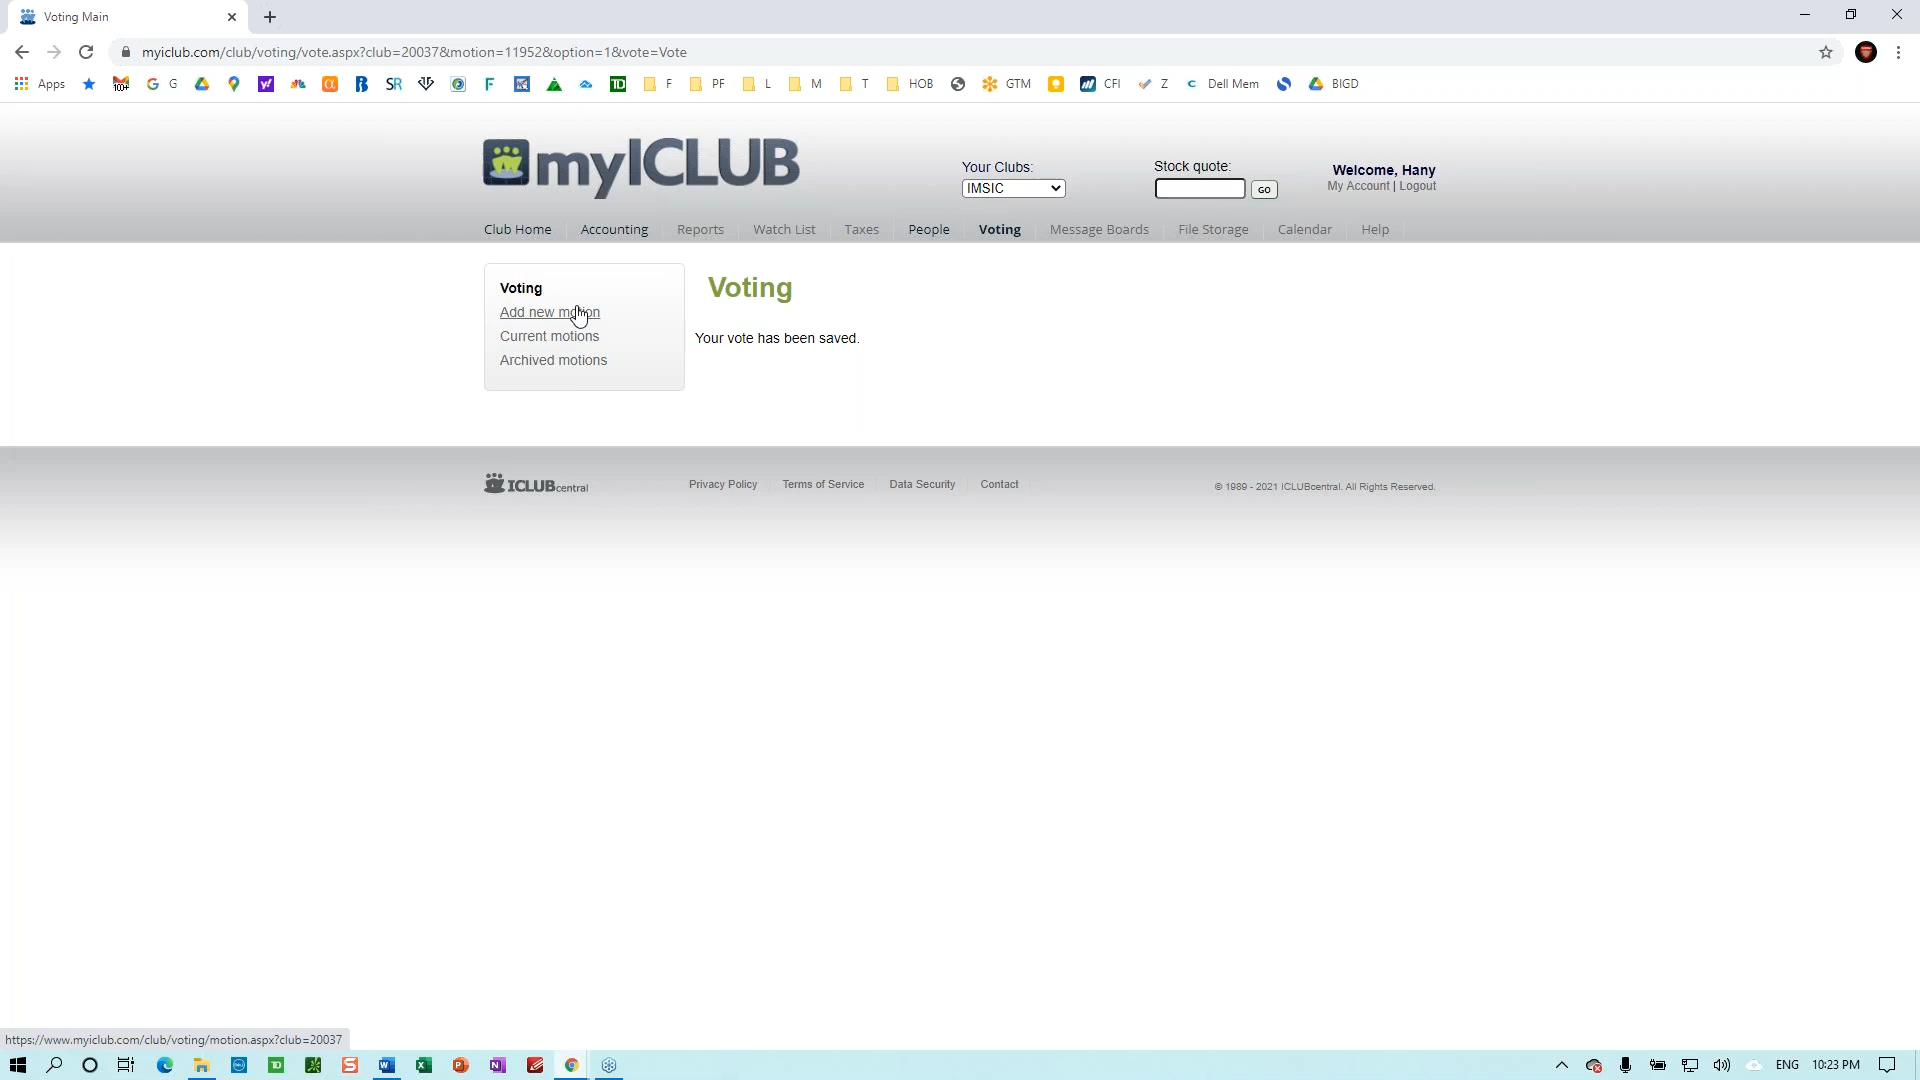 Voting Main
myiclub.com/club/voting/vote.aspx?club=20037&motion=11952&option=1&vote=Vote
Apps G F PF L M T HOB GTM CFI Z Dell Mem BIGD
myICLUB
Your Clubs:
IMSIC
Stock quote:
GO
Welcome, Hany
My Account | Logout
Club Home Accounting Reports Watch List Taxes People Voting Message Boards File Storage Calendar Help
Voting
Add new motion
Current motions
Archived motions
Voting
Your vote has been saved.
ICLUBcentral
Privacy Policy Terms of Service Data Security Contact
© 1989 - 2021 ICLUBcentral. All Rights Reserved.
https://www.myiclub.com/club/voting/motion.aspx?club=20037
ENG 10:23 PM